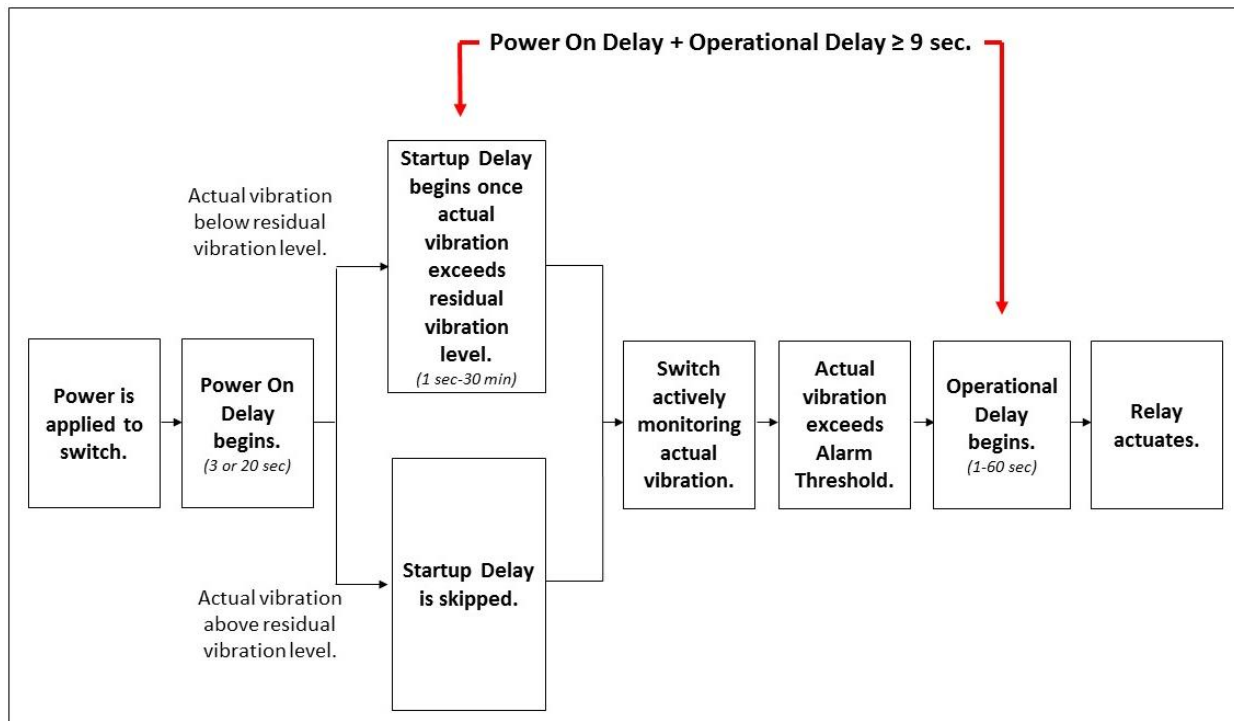 Power On Delay + Operational Delay ≥ 9 sec.
Actual vibration
below residual
vibration level.
Startup Delay
begins once
actual
vibration
exceeds
residual
vibration
level.
(1 sec-30 min)
Power is
applied to
switch.
Power On
Delay
begins.
(3 or 20 sec)
Actual vibration
above residual
vibration level.
Startup Delay
is skipped.
Switch
actively
monitoring
actual
vibration.
Actual
vibration
exceeds
Alarm
Threshold.
Operational
Delay
begins.
(1-60 sec)
Relay
actuates.